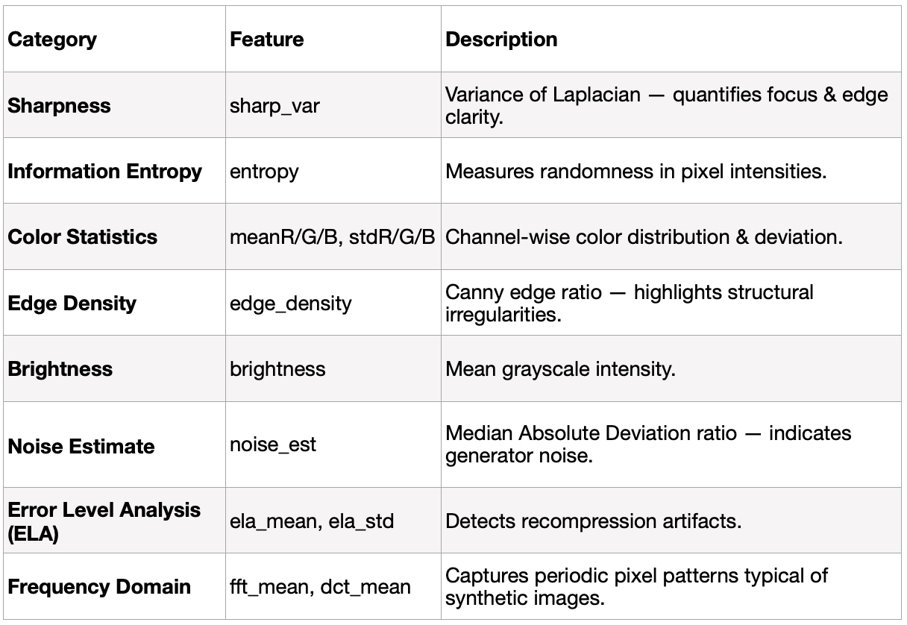 Category Feature Description
Sharpness sharp_var Variance of Laplacian — quantifies focus & edge
clarity.
Information Entropy entropy Measures randomness in pixel intensities.
Color Statistics meanR/G/B, stdR/G/B Channel-wise color distribution & deviation.
Edge Density edge_density Canny edge ratio — highlights structural
irregularities.
Brightness brightness Mean grayscale intensity.
Noise Estimate noise_est Median Absolute Deviation ratio — indicates
generator noise.
Error Level Analysis
(ELA) ela_mean, ela_std Detects recompression artifacts.
Frequency Domain fft_mean, dct_mean Captures periodic pixel patterns typical of
synthetic images.